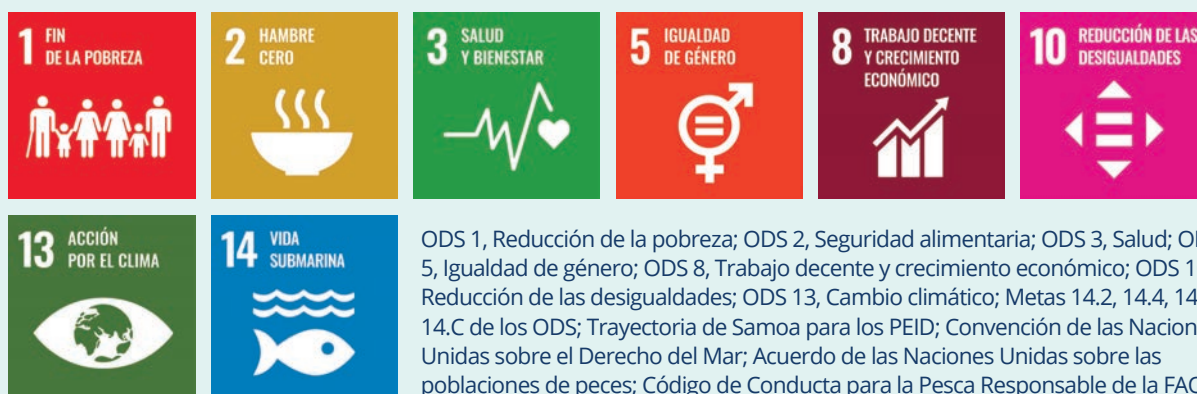 1 FIN
DE LA POBREZA
2 HAMBRE
CERO
3 SALUD
Y BIENESTAR
5 IGUALDAD
DE GÉNERO
8 TRABAJO DECENTE
Y CRECIMIENTO
ECONÓMICO
10 REDUCCIÓN DE LAS
DESIGUALDADES
13 ACCIÓN
POR EL CLIMA
14 VIDA
SUBMARINA
ODS 1, Reducción de la pobreza; ODS 2, Seguridad alimentaria; ODS 3, Salud;
5, Igualdad de género; ODS 8, Trabajo decente y crecimiento económico; ODS
Reducción de las desigualdades; ODS 13, Cambio climático; Metas 14.2, 14.4,
14.C de los ODS; Trayectoria de Samoa para los PEID; Convención de las
Unidas sobre el Derecho del Mar; Acuerdo de las Naciones Unidas sobre las
poblaciones de peces; Código de Conducta para la Pesca Responsable de la